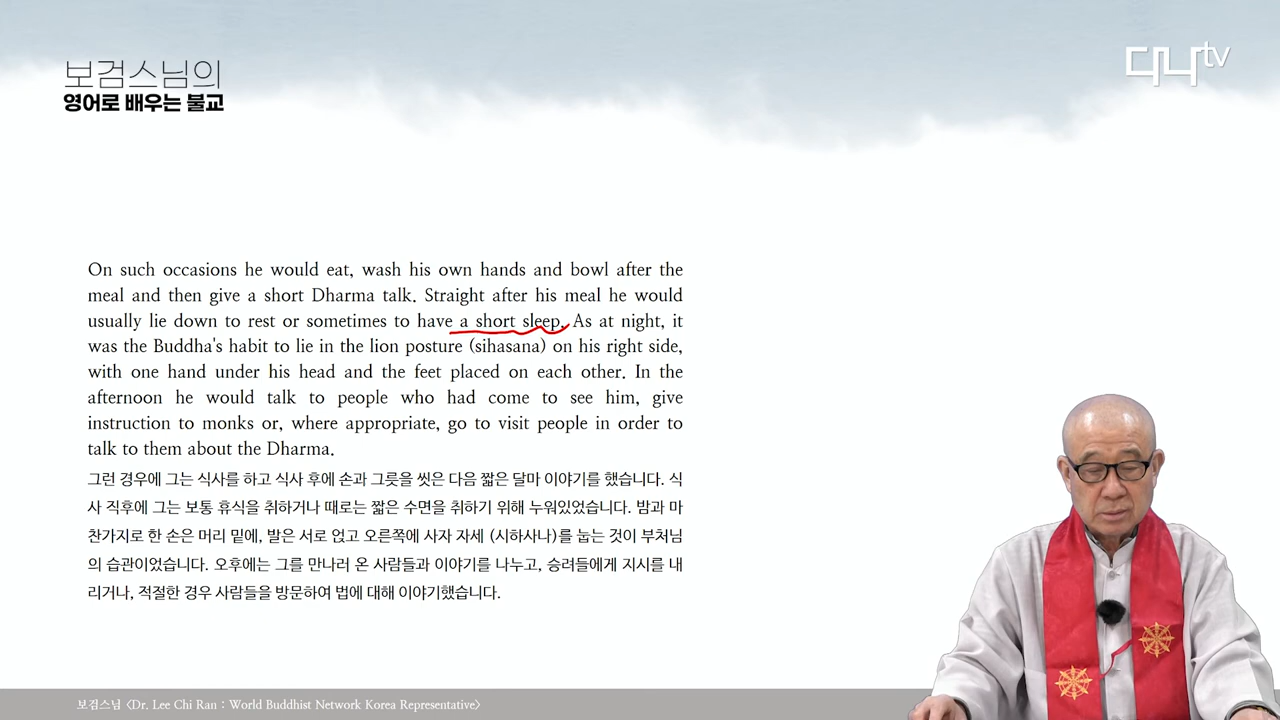 보검스님의
영어로 배우는 불교
다나tv
On such occasions he would eat, wash his own hands and bowl after the
meal and then give a short Dharma talk. Straight after his meal he would
usually lie down to rest or sometimes to have a short sleep. As at night, it
was the Buddha's habit to lie in the lion posture (sihasana) on his right side,
with one hand under his head and the feet placed on each other. In the
afternoon he would talk to people who had come to see him, give
instruction to monks or, where appropriate, go to visit people in order to
talk to them about the Dharma.
그런 경우에 그는 식사를 하고 식사 후에 손과 그릇을 씻은 다음 짧은 달마 이야기를 했습니다. 식
사 직후에 그는 보통 휴식을 취하거나 때로는 짧은 수면을 취하기 위해 누워있었습니다. 밤과 마
찬가지로 한 손은 머리 밑에, 발은 서로 얹고 오른쪽에 사자 자세 (시하사나)를 눕는 것이 부처님
의 습관이었습니다. 오후에는 그를 만나러 온 사람들과 이야기를 나누고, 승려들에게 지시를 내
리거나, 적절한 경우 사람들을 방문하여 법에 대해 이야기했습니다.
보검스님 <Dr. Lee Chi Ran : World Buddhist Network Korea Representative>